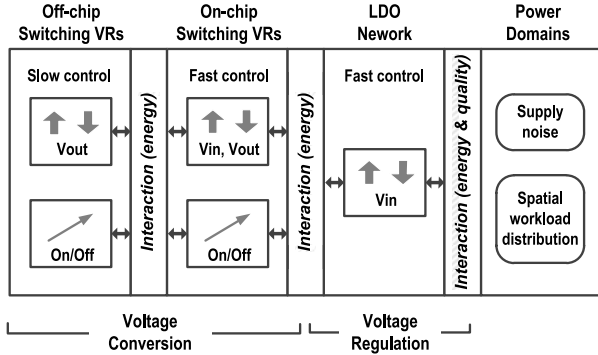 Off-chip
Switching VRs
On-chip
Switching VRs
LDO
Nework
Power
Domains
Slow control
Vout
On/Off
Interaction (energy)
Fast control
Vin, Vout
On/Off
Interaction (energy)
Fast control
Vin
Interaction (energy & quality)
Supply
noise
Spatial
workload
distribution
Voltage
Conversion
Voltage
Regulation